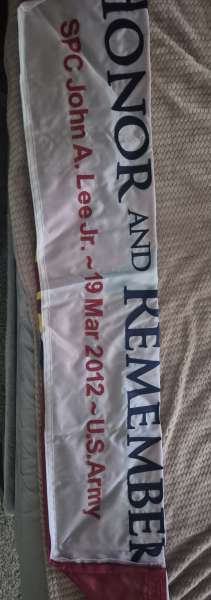 HONOR AND REMEMBER
SPC John A. Lee Jr. ~ 19 Mar 2012 ~ U.S. Army